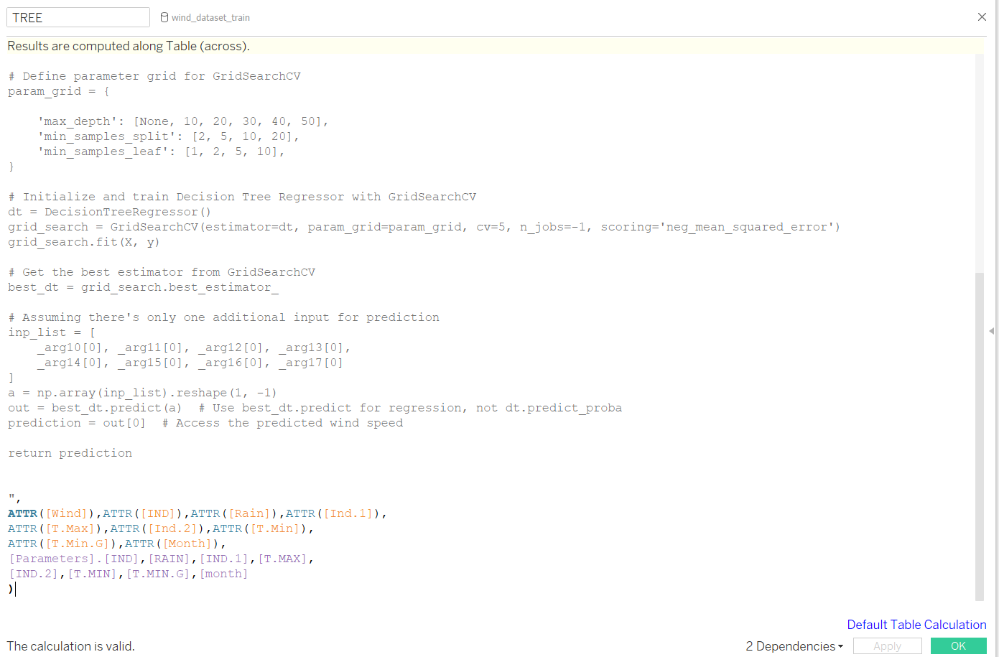 TREE
wind_dataset_train
Results are computed along Table (across).
# Define parameter grid for GridSearchCV
param_grid = {
    'max_depth': [None, 10, 20, 30, 40, 50],
    'min_samples_split': [2, 5, 10, 20],
    'min_samples_leaf': [1, 2, 5, 10],
}
# Initialize and train Decision Tree Regressor with GridSearchCV
dt = DecisionTreeRegressor()
grid_search = GridSearchCV(estimator=dt, param_grid=param_grid, cv=5, n_jobs=-1, scoring='neg_mean_squared_error')
grid_search.fit(X, y)
# Get the best estimator from GridSearchCV
best_dt = grid_search.best_estimator_
# Assuming there's only one additional input for prediction
inp_list = [
    _arg10[0], _arg11[0], _arg12[0], _arg13[0],
    _arg14[0], _arg15[0], _arg16[0], _arg17[0]
]
a = np.array(inp_list).reshape(1, -1)
out = best_dt.predict(a)  # Use best_dt.predict for regression, not dt.predict_proba
prediction = out[0]  # Access the predicted wind speed
return prediction
",
ATTR([Wind]),ATTR([IND]),ATTR([Rain]),ATTR([Ind.1]),
ATTR([T.Max]),ATTR([Ind.2]),ATTR([T.Min]),
ATTR([T.Min.G]),ATTR([Month]),
[Parameters].[IND],[RAIN],[IND.1],[T.MAX],
[IND.2],[T.MIN],[T.MIN.G],[month]
)
Default Table Calculation
The calculation is valid.
2 Dependencies
Apply
OK